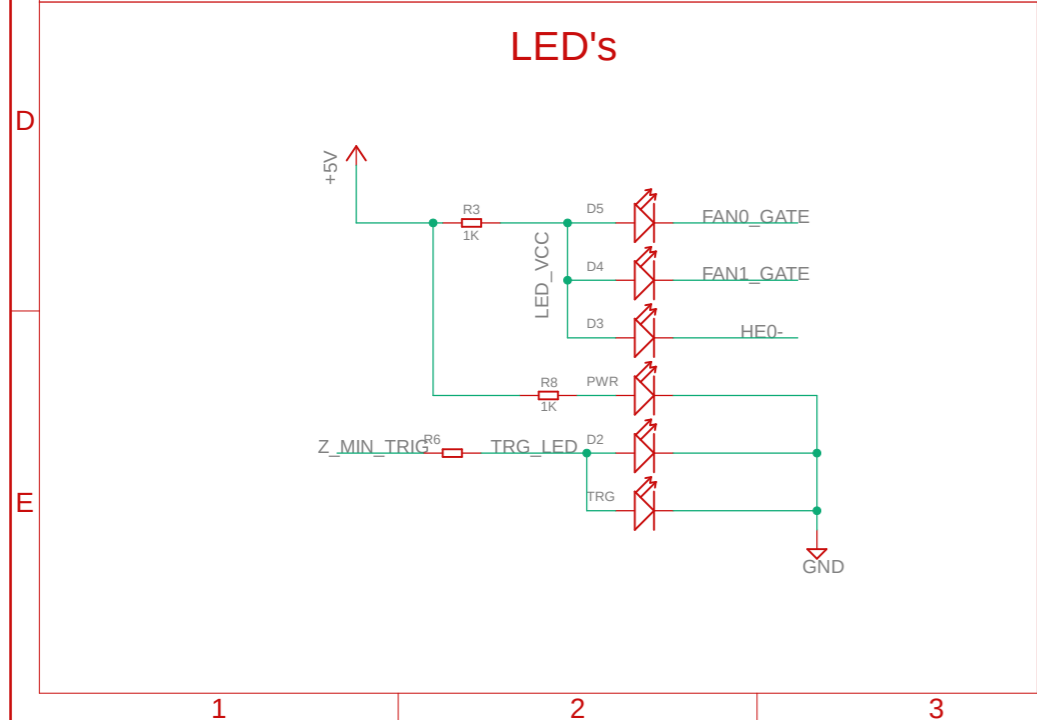 LED's
D
+5V
R3
1K
LED_VCC
D5
FAN0_GATE
D4
FAN1_GATE
D3
HE0-
R8
1K
PWR
Z_MIN_TRIG
R6
TRG_LED
D2
TRG
E
GND
1
2
3